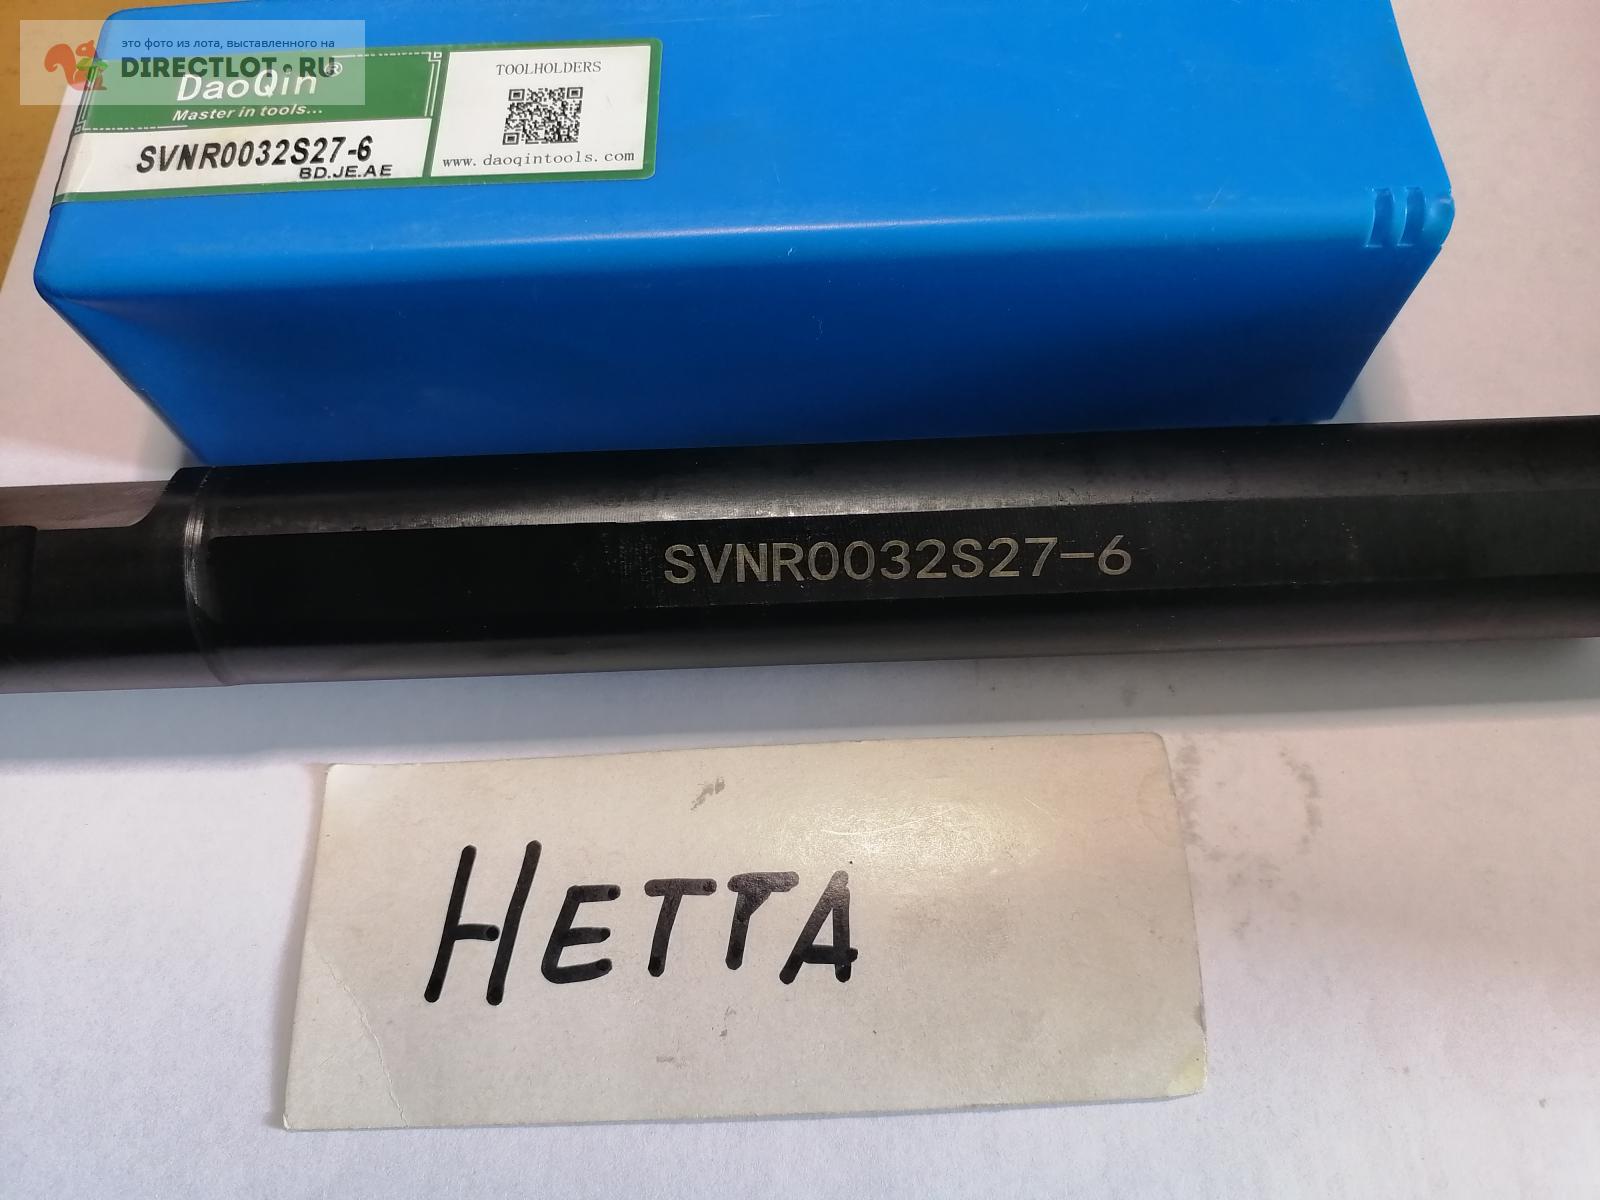 это фото из лота, выставленного на
DIRECTLOT.RU
DaoQin®
Master in tools...
SVNR0032S27-6
BD.JE.AE
TOOLHOLDERS
www.daoqintools.com
SVNR0032S27-6
НЕТТА